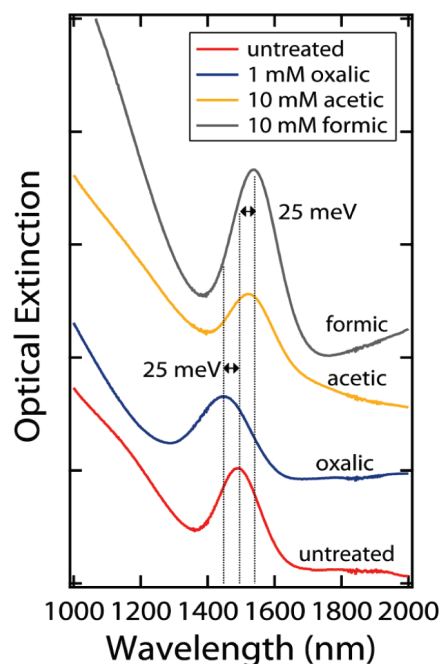 untreated
1 mM oxalic
10 mM acetic
10 mM formic
25 meV
formic
acetic
25 meV
oxalic
untreated
Optical Extinction
1000 1200 1400 1600 1800 2000
Wavelength (nm)